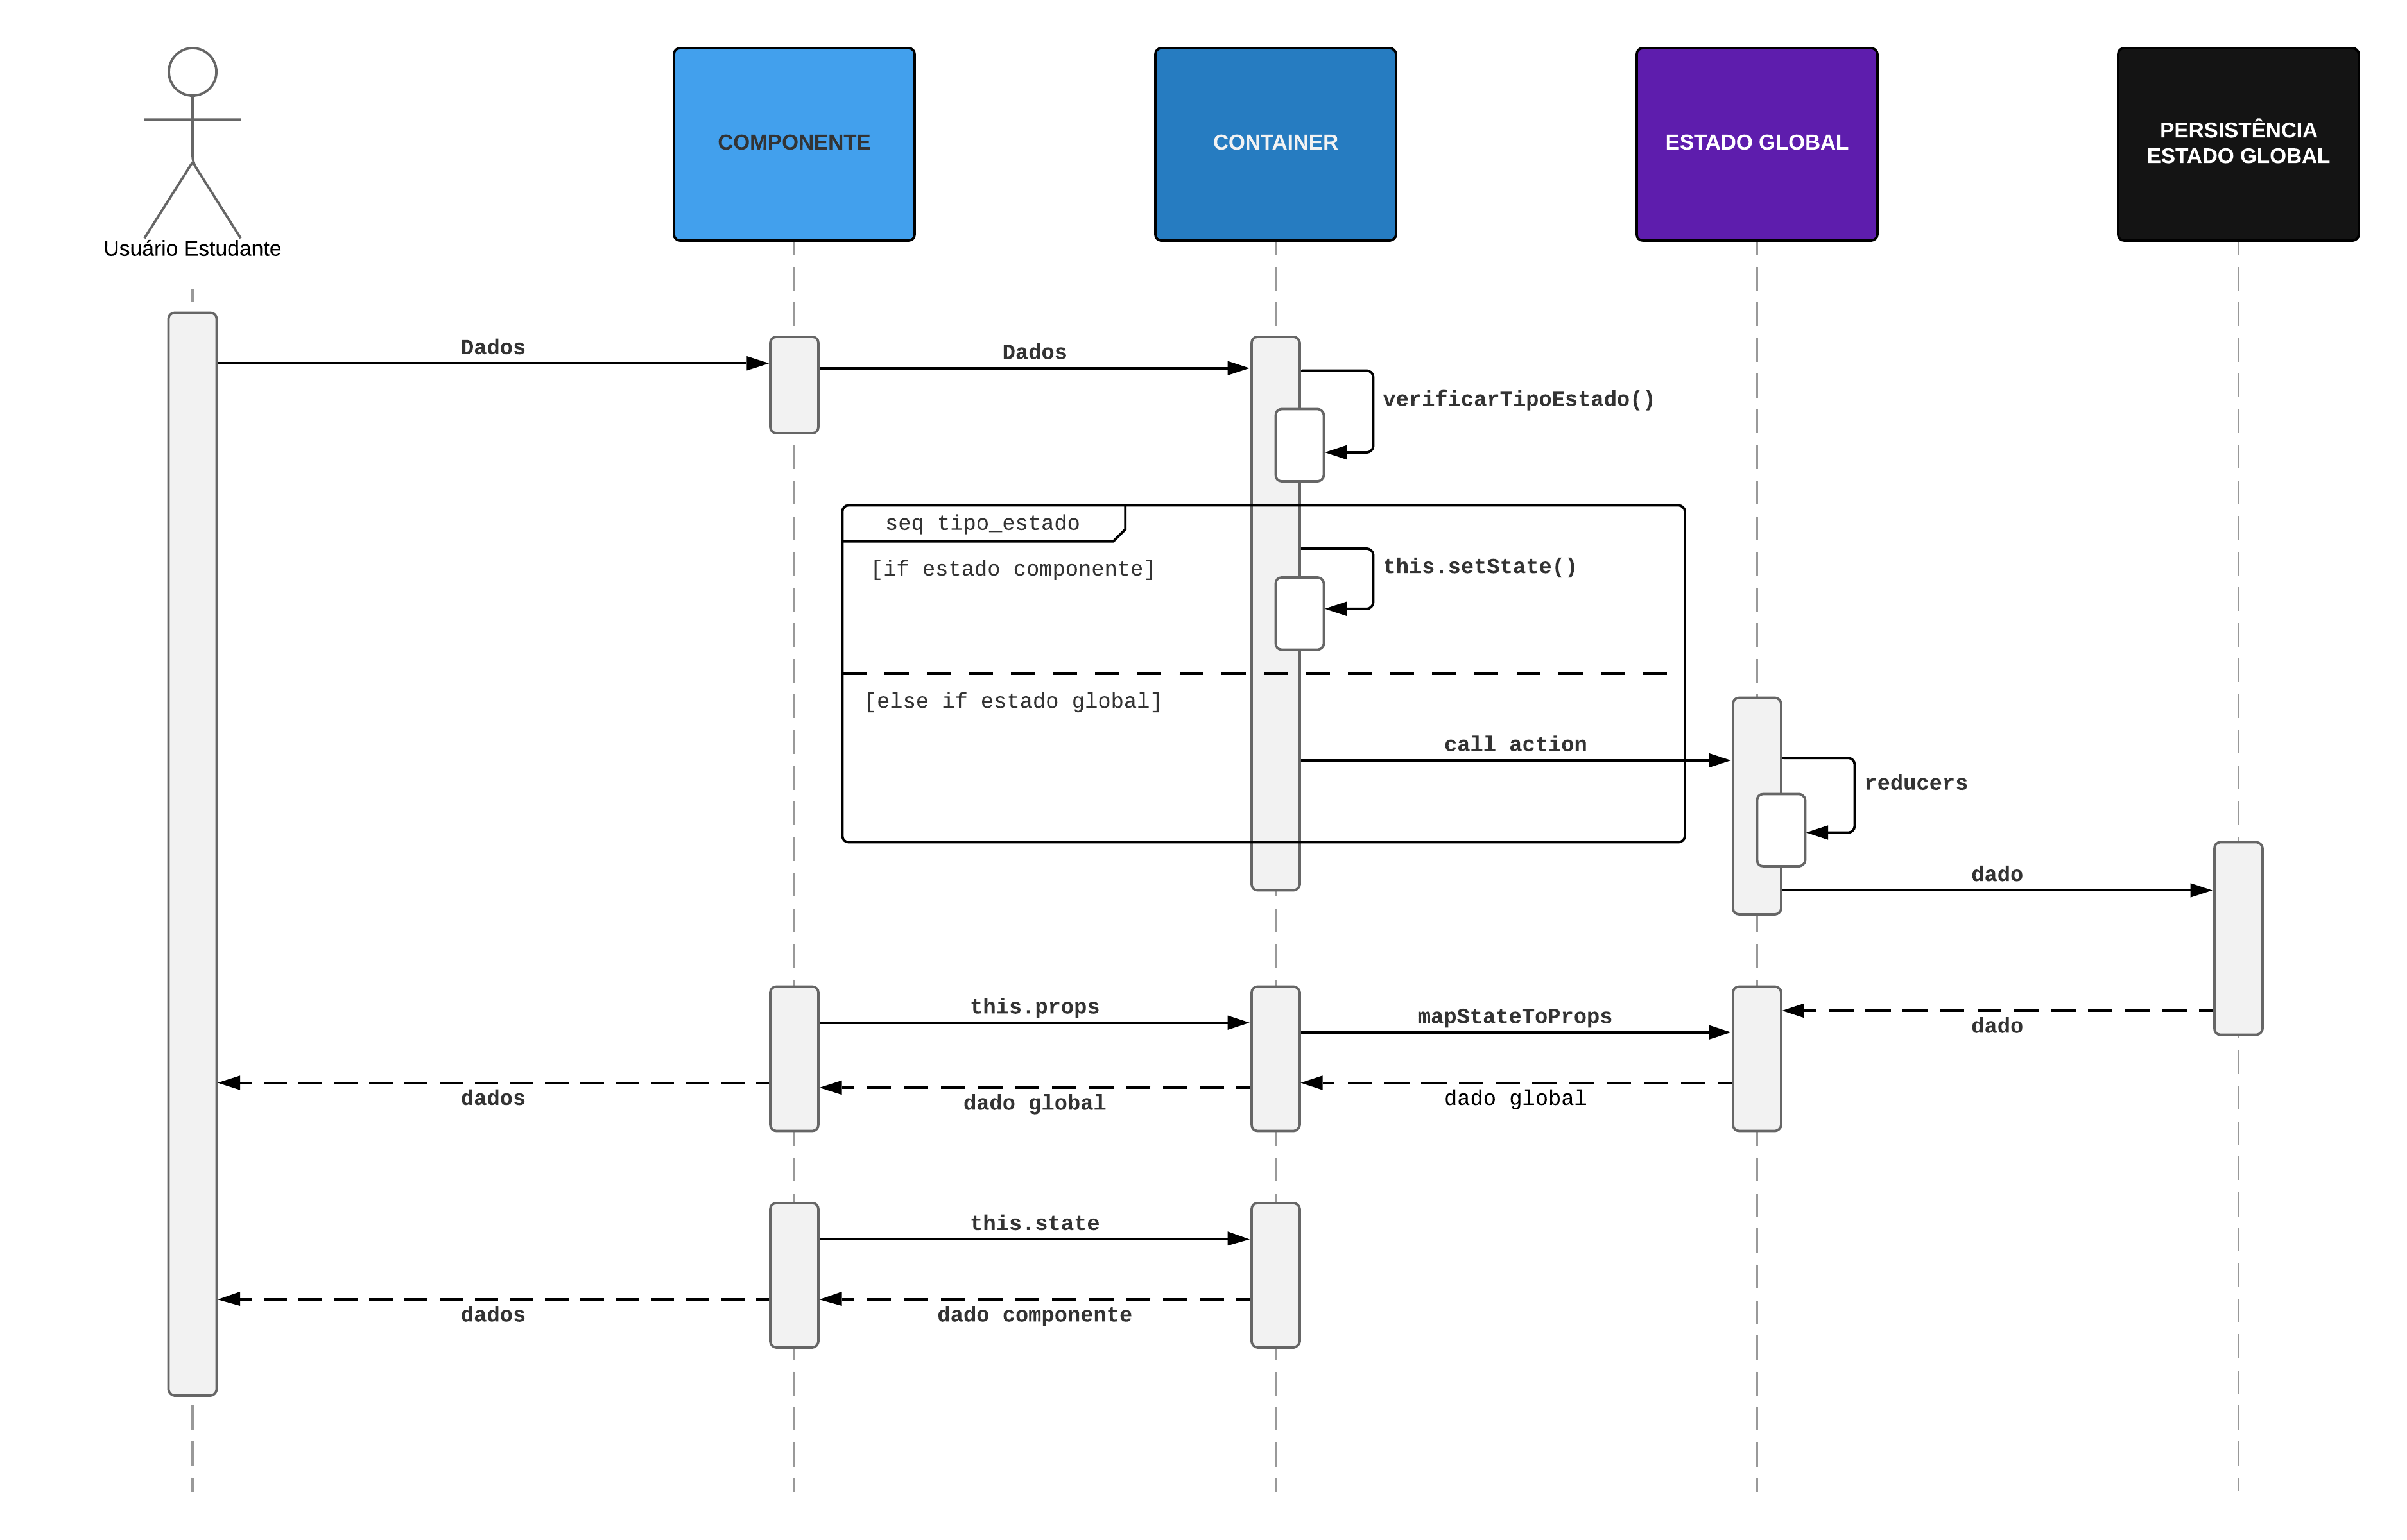 COMPONENTE
CONTAINER
ESTADO GLOBAL
PERSISTÊNCIA
ESTADO GLOBAL
Usuário Estudante
Dados
Dados
verificarTipoEstado()
seq tipo_estado
[if estado componente]
this.setState()
[else if estado global]
call action
reducers
dado
this.props
mapStateToProps
dado
dados
dado global
dado global
this.state
dados
dado componente